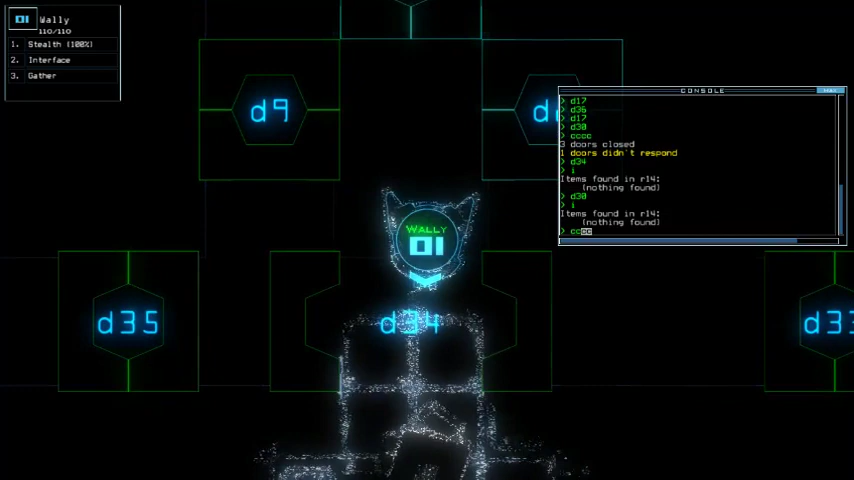 01 Wally
110/110
1. Stealth (100%)
2. Interface
3. Gather
d9
CONSOLE
MAX
> d17
> d36
> d17
> d30
> cccc
3 doors closed
1 doors didn't respond
> d34
> i
Items found in r14:
(nothing found)
> d30
> i
Items found in r14:
(nothing found)
> cccc
WALLY
01
d35
d34
d33